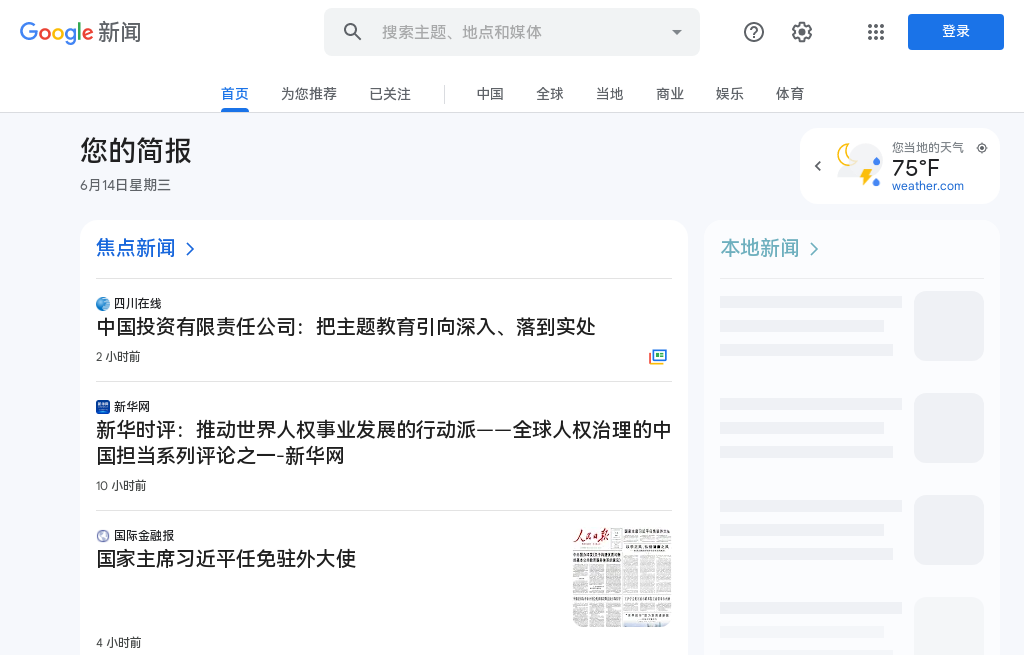 Google 新闻
搜索主题、地点和媒体
登录
首页
为您推荐
已关注
中国
全球
当地
商业
娱乐
体育
您的简报
6月14日星期三
您当地的天气
75°F
weather.com
焦点新闻
本地新闻
四川在线
中国投资有限责任公司：把主题教育引向深入、落到实处
2 小时前
新华网
新华时评：推动世界人权事业发展的行动派——全球人权治理的中
国担当系列评论之一-新华网
10 小时前
国际金融报
国家主席习近平任免驻外大使
人民日报
4 小时前